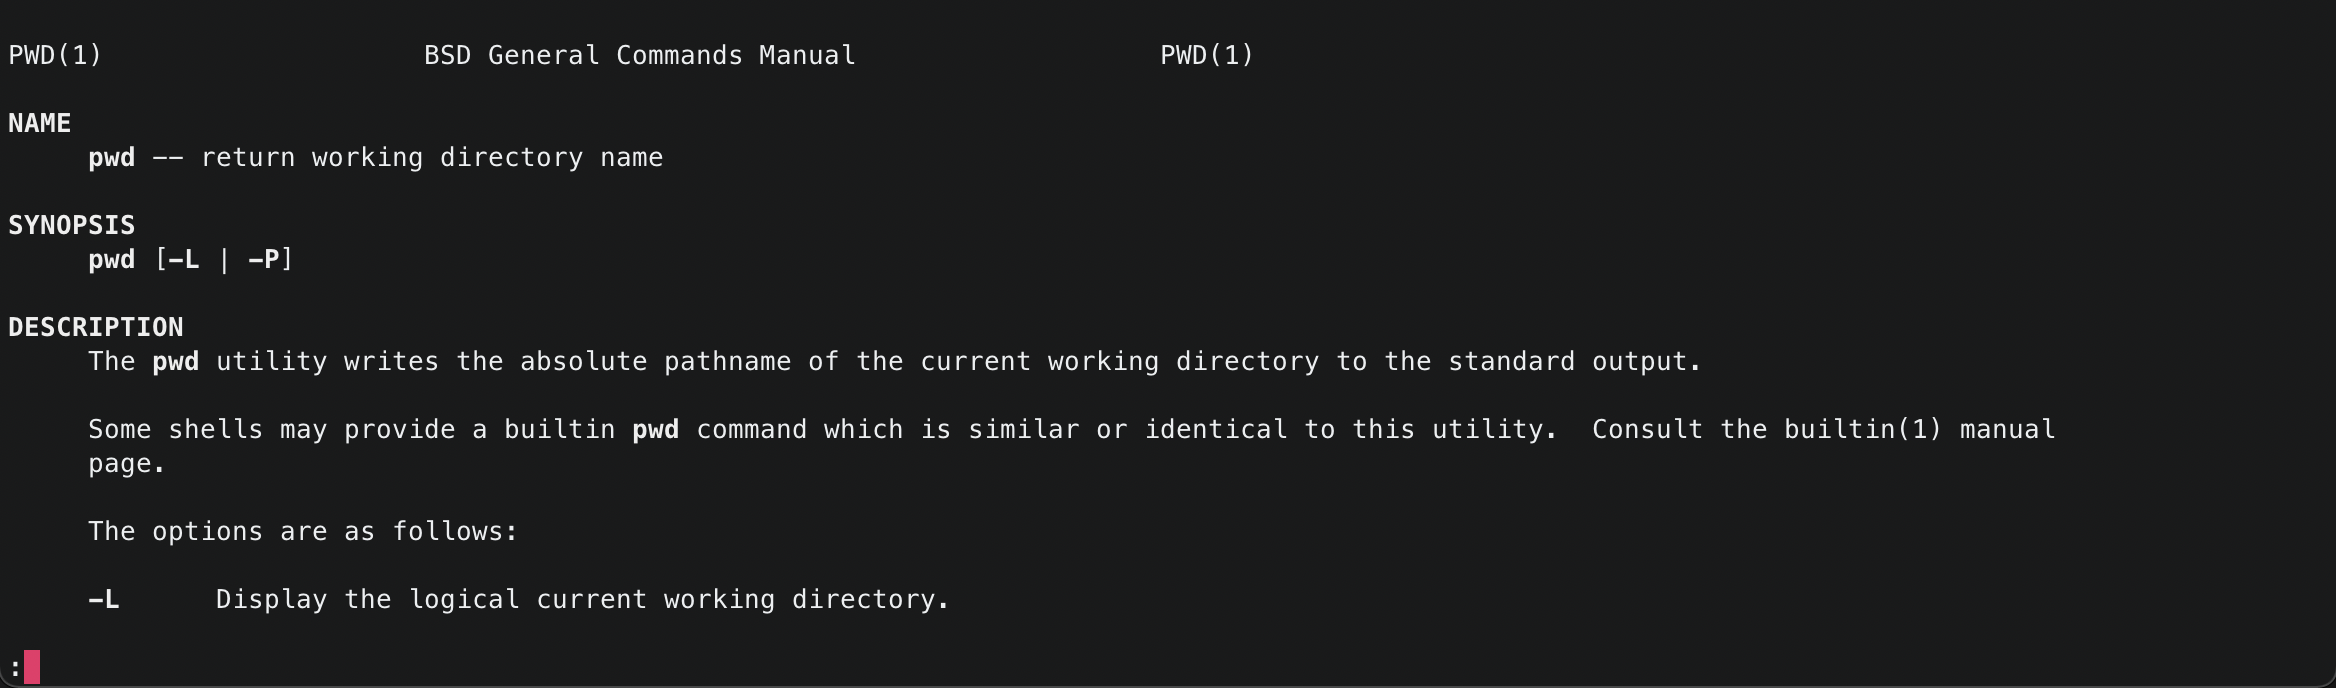 PWD(1)                    BSD General Commands Manual                   PWD(1)
NAME
     pwd -- return working directory name
SYNOPSIS
     pwd [-L | -P]
DESCRIPTION
     The pwd utility writes the absolute pathname of the current working directory to the standard output.
     Some shells may provide a builtin pwd command which is similar or identical to this utility.  Consult the builtin(1) manual
     page.
     The options are as follows:
     -L      Display the logical current working directory.
: